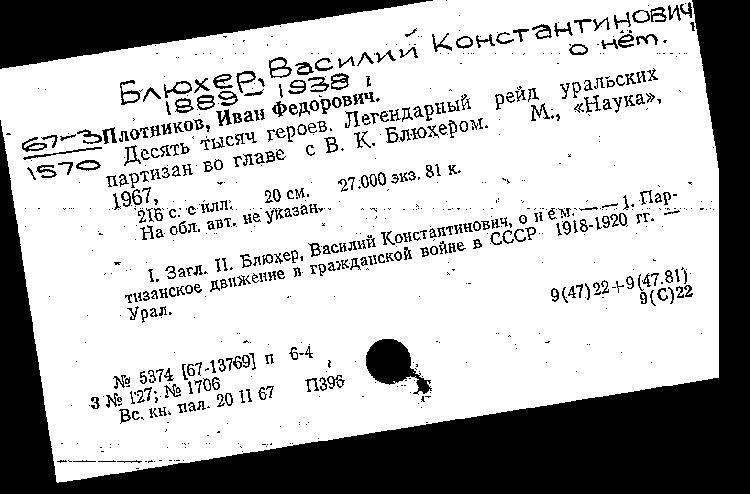 Блюхер, Василий Константинович,
1889-1938 о нём.
67-3
1570
Плотников, Иван Федорович.
Десять тысяч героев. Легендарный рейд уральских
партизан во главе с В. К. Блюхером. М., «Наука»,
1967,
216 с. с илл. 20 см. 27.000 экз. 81 к.
На обл. авт. не указан.
I. Загл. II. Блюхер, Василий Константинович, о нем. — — 1. Пар-
тизанское движение в гражданской войне в СССР 1918-1920 гг. —
Урал.
9(47)22+9(47.81)
9(С)22
№ 5374 [67-13769] п 6-4
З № 127; № 1706
Вс. кн. пал. 20 II 67 П396